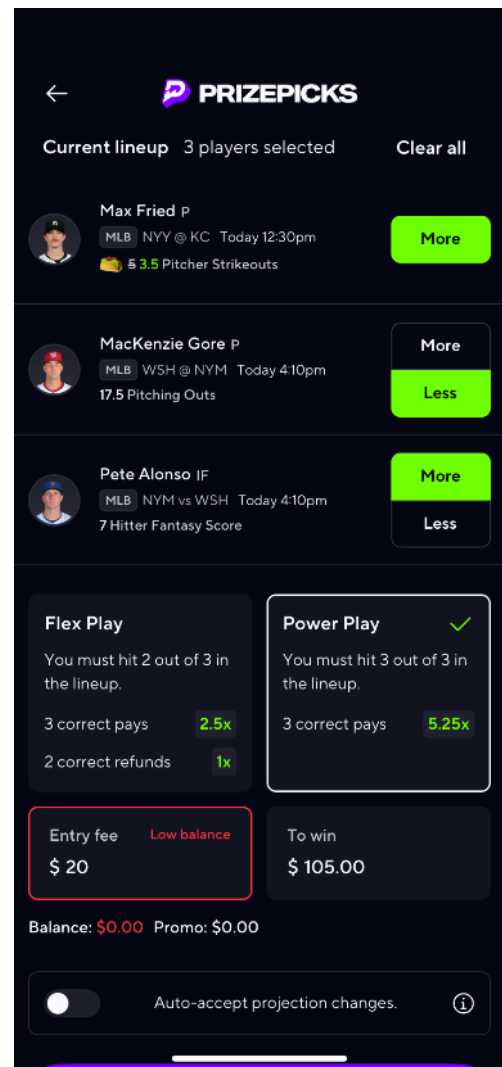 PRIZEPICKS
Current lineup 3 players selected Clear all
Max Fried P
MLB NYY @ KC Today 12:30pm
5 3.5 Pitcher Strikeouts
More
MacKenzie Gore P
MLB WSH @ NYM Today 4:10pm
17.5 Pitching Outs
More
Less
Pete Alonso IF
MLB NYM vs WSH Today 4:10pm
7 Hitter Fantasy Score
More
Less
Flex Play
You must hit 2 out of 3 in
the lineup.
3 correct pays 2.5x
2 correct refunds 1x
Power Play
You must hit 3 out of 3 in
the lineup.
3 correct pays 5.25x
Entry fee Low balance
$ 20
To win
$ 105.00
Balance: $0.00 Promo: $0.00
Auto-accept projection changes.